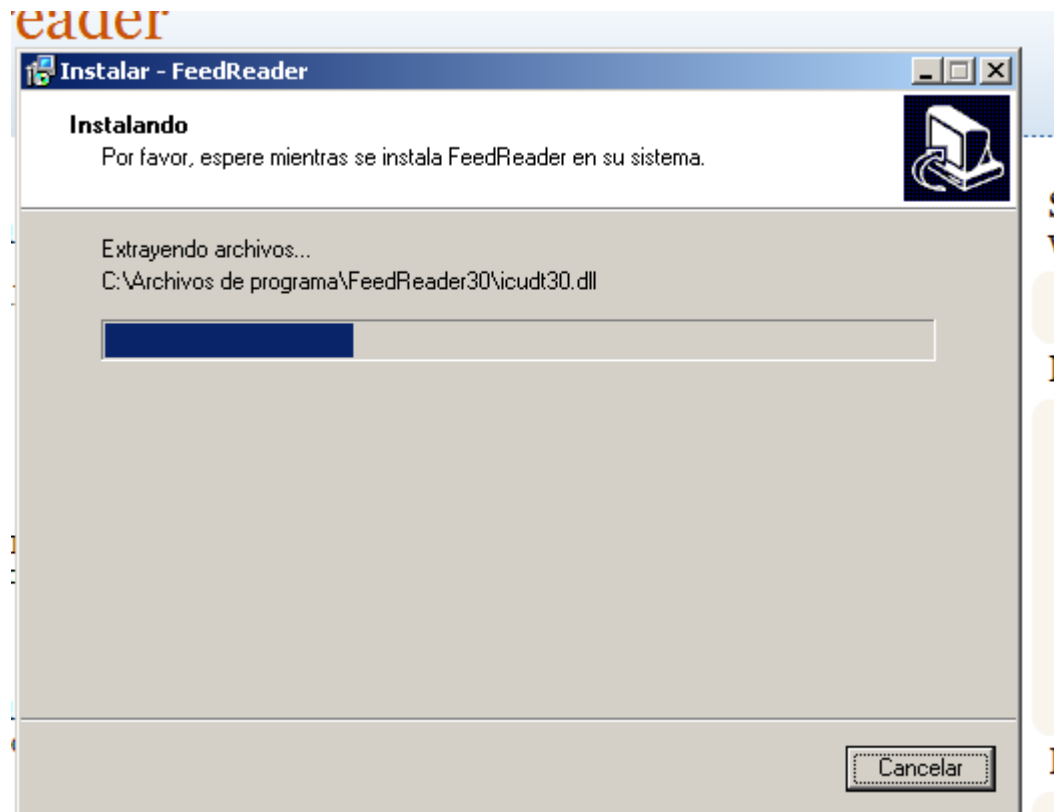 eader
Instalar - FeedReader
Instalando
Por favor, espere mientras se instala FeedReader en su sistema.
Extrayendo archivos...
C:\Archivos de programa\FeedReader30\icudt30.dll
Cancelar